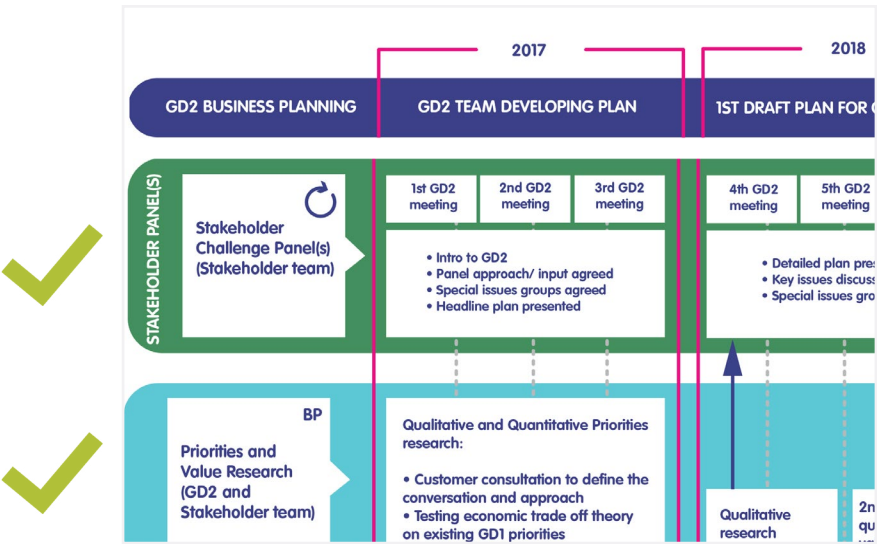 2017
2018
GD2 BUSINESS PLANNING
GD2 TEAM DEVELOPING PLAN
1ST DRAFT PLAN FOR
STAKEHOLDER PANEL(S)
Stakeholder
Challenge Panel(s)
(Stakeholder team)
1st GD2
meeting
2nd GD2
meeting
3rd GD2
meeting
4th GD2
meeting
5th GD2
meeting
• Intro to GD2
• Panel approach/ input agreed
• Special issues groups agreed
• Headline plan presented
• Detailed plan
• Key issues
• Special issues
BP
Priorities and
Value Research
(GD2 and
Stakeholder team)
Qualitative and Quantitative Priorities
research:
• Customer consultation to define the
conversation and approach
• Testing economic trade off theory
on existing GD1 priorities
Qualitative
research